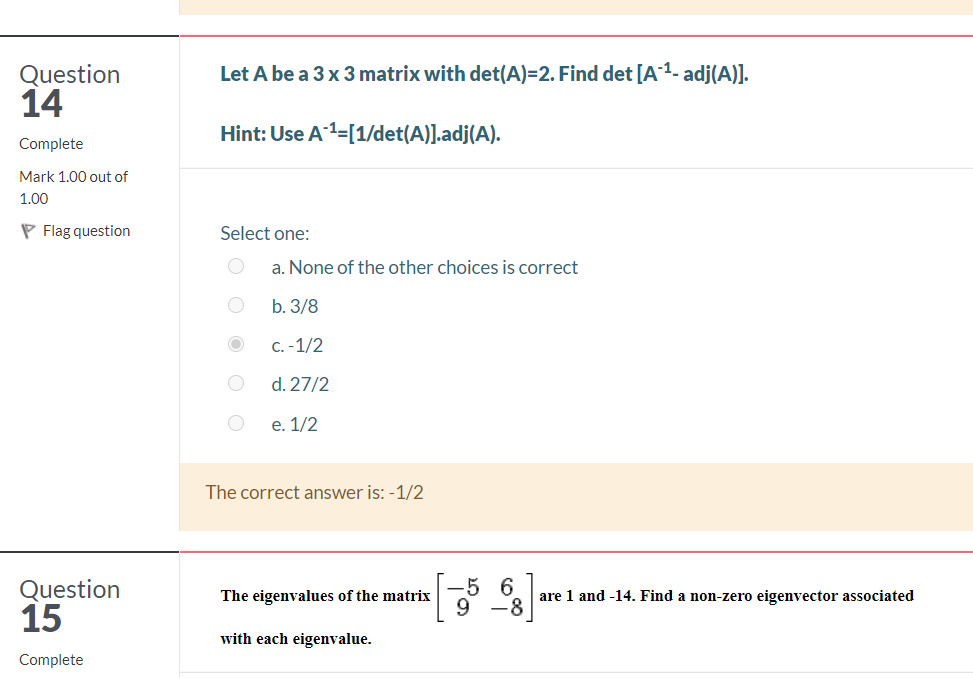 Question
14
Complete
Mark 1.00 out of
1.00
Flag question
Let A be a 3 x 3 matrix with det(A)=2. Find det [A⁻¹- adj(A)].
Hint: Use A⁻¹=[1/det(A)].adj(A).
Select one:
a. None of the other choices is correct
b. 3/8
c. -1/2
d. 27/2
e. 1/2
The correct answer is: -1/2
Question
15
Complete
The eigenvalues of the matrix [−5 6
9 −8] are 1 and -14. Find a non-zero eigenvector associated
with each eigenvalue.